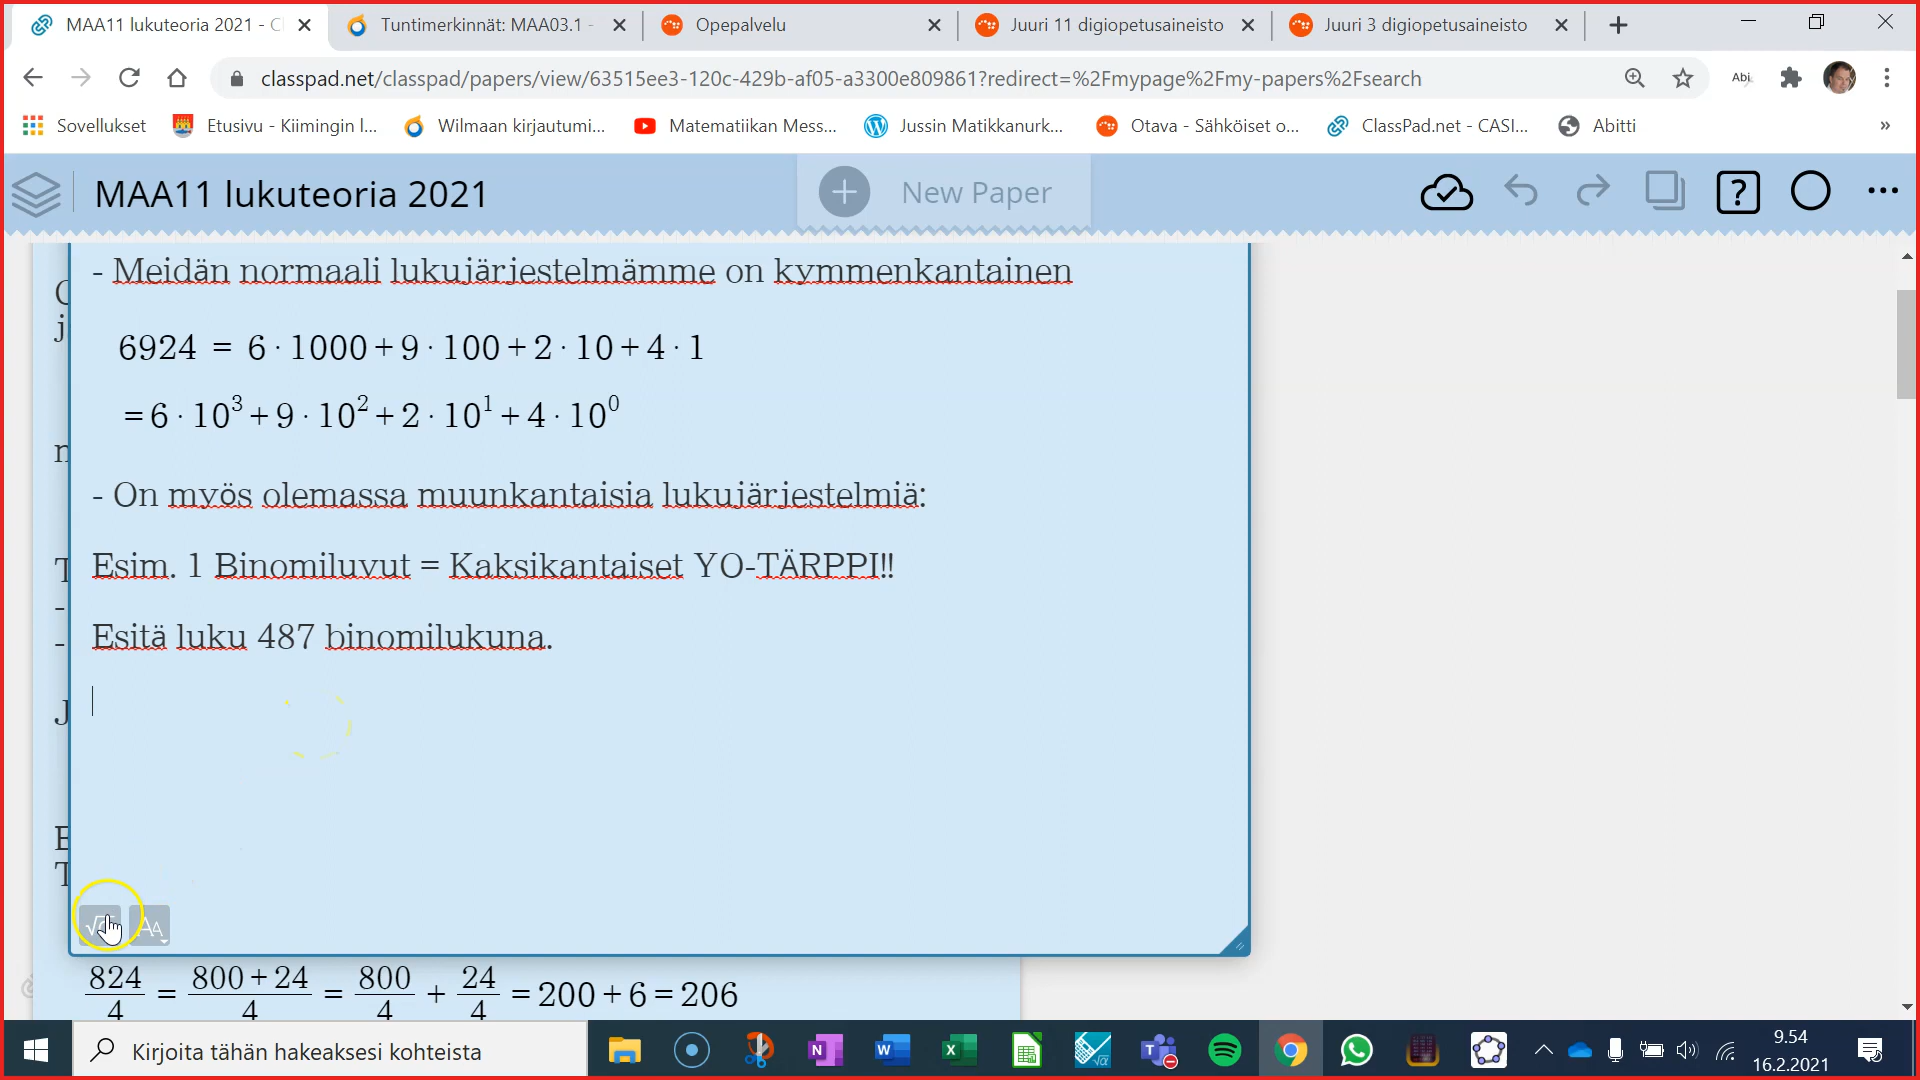 MAA11 lukuteoria 2021 - C
Tuntimerkinnät: MAA03.1 -
Opepalvelu
Juuri 11 digiopetusaineisto
Juuri 3 digiopetusaineisto
classpad.net/classpad/papers/view/63515ee3-120c-429b-af05-a3300e809861?redirect=%2Fmypage%2Fmy-papers%2Fsearch
Abi
Sovellukset
Etusivu - Kiimingin l...
Wilmaan kirjautumi...
Matematiikan Mess...
Jussin Matikkanurk...
Otava - Sähköiset o...
ClassPad.net - CASI...
Abitti
»
MAA11 lukuteoria 2021
New Paper
- Meidän normaali lukujärjestelmämme on kymmenkantainen
6924 = 6 · 1000 + 9 · 100 + 2 · 10 + 4 · 1
= 6 · 10³ + 9 · 10² + 2 · 10¹ + 4 · 10⁰
- On myös olemassa muunkantaisia lukujärjestelmiä:
Esim. 1 Binomiluvut = Kaksikantaiset YO-TÄRPPI!!
Esitä luku 487 binomilukuna.
AA
824/4 = (800 + 24)/4 = 800/4 + 24/4 = 200 + 6 = 206
Kirjoita tähän hakeaksesi kohteista
9.54
16.2.2021